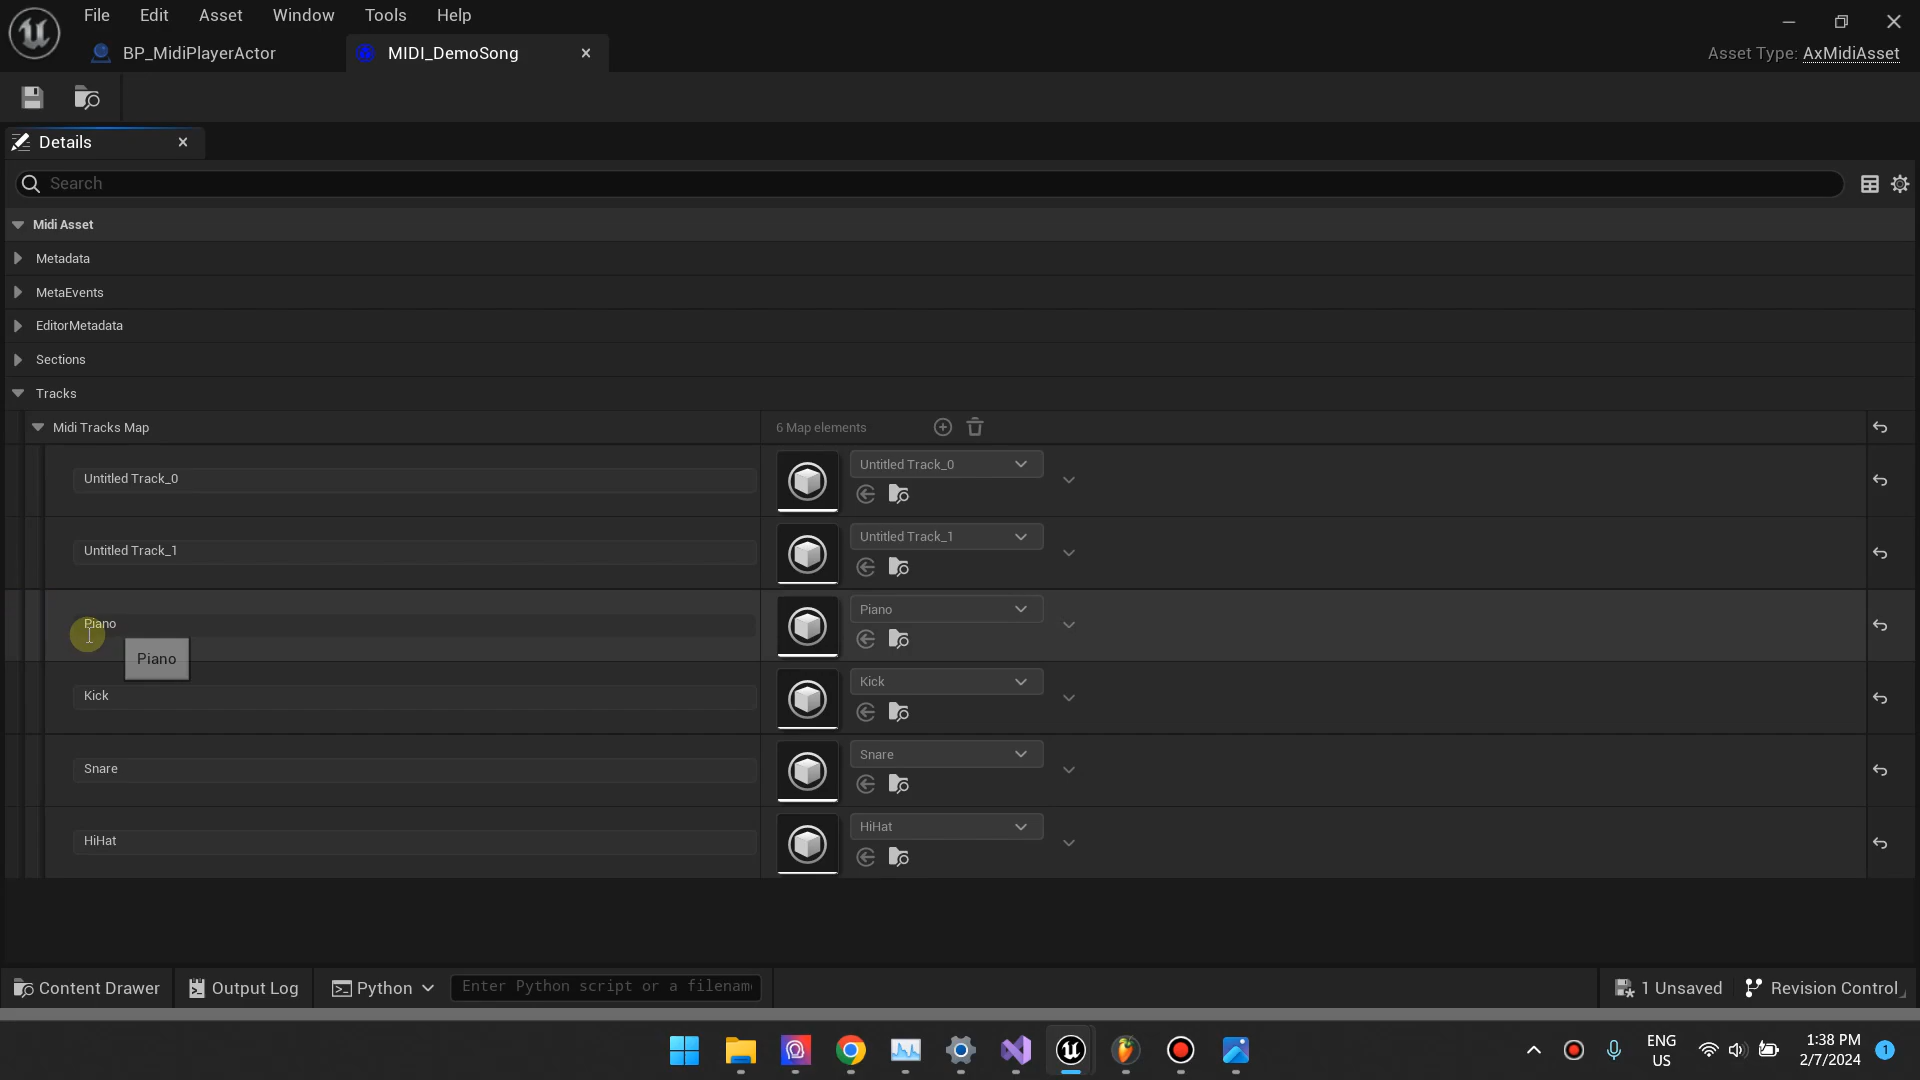 File Edit Asset Window Tools Help
BP_MidiPlayerActor
MIDI_DemoSong
Asset Type: AxMidiAsset
Details
Search
Midi Asset
Metadata
MetaEvents
EditorMetadata
Sections
Tracks
Midi Tracks Map
6 Map elements
Untitled Track_0
Untitled Track_0
Untitled Track_1
Untitled Track_1
Piano
Piano
Piano
Kick
Kick
Snare
Snare
HiHat
HiHat
Content Drawer
Output Log
Python
Enter Python script or a filenam
1 Unsaved
Revision Control
ENG
US
1:38 PM
2/7/2024
1